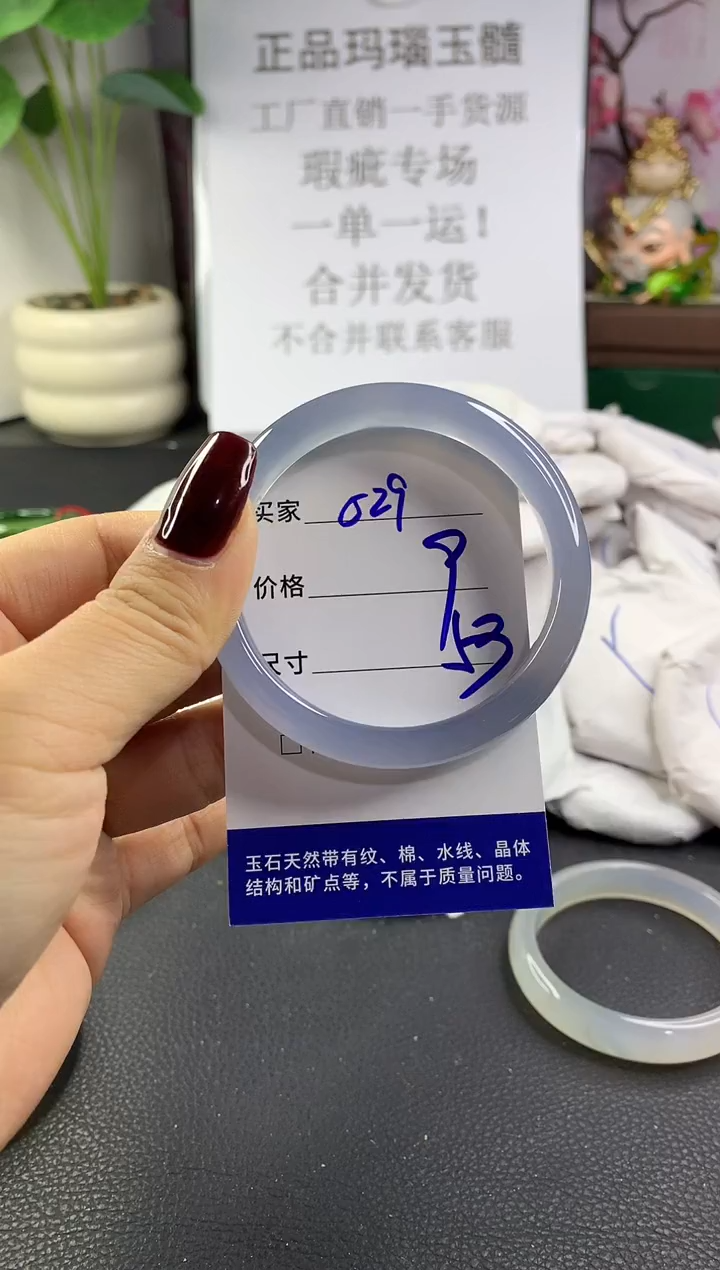 正品玛瑙玉髓
工厂直销一手货源
瑕疵专场
一单一运！
合并发货
不合并联系客服
买家 029
价格
尺寸 53
玉石天然带有纹、棉、水线、晶体
结构和矿点等，不属于质量问题。